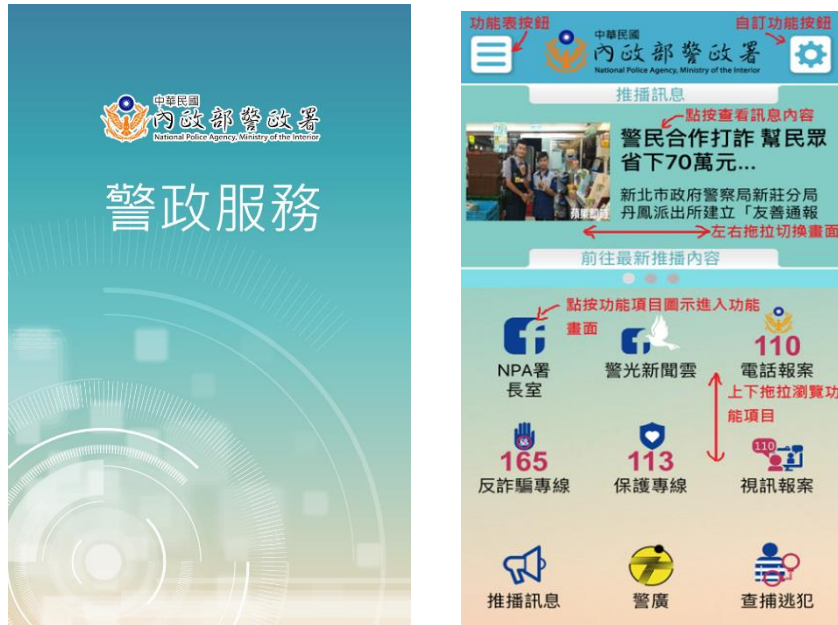 中華民國
內政部警政署
National Police Agency, Ministry of the Interior
警政服務
功能表按鈕
自訂功能按鈕
中華民國
內政部警政署
National Police Agency, Ministry of the Interior
推播訊息
點按查看訊息內容
警民合作打詐 幫民眾
省下70萬元...
新北市政府警察局新莊分局
丹鳳派出所建立「友善通報
蘋果即時
左右拖拉切換畫面
前往最新推播內容
點按功能項目圖示進入功能
畫面
NPA署
長室
警光新聞雲
110
電話報案
上下拖拉瀏覽功
能項目
165
反詐騙專線
113
保護專線
110
視訊報案
推播訊息
警廣
查捕逃犯